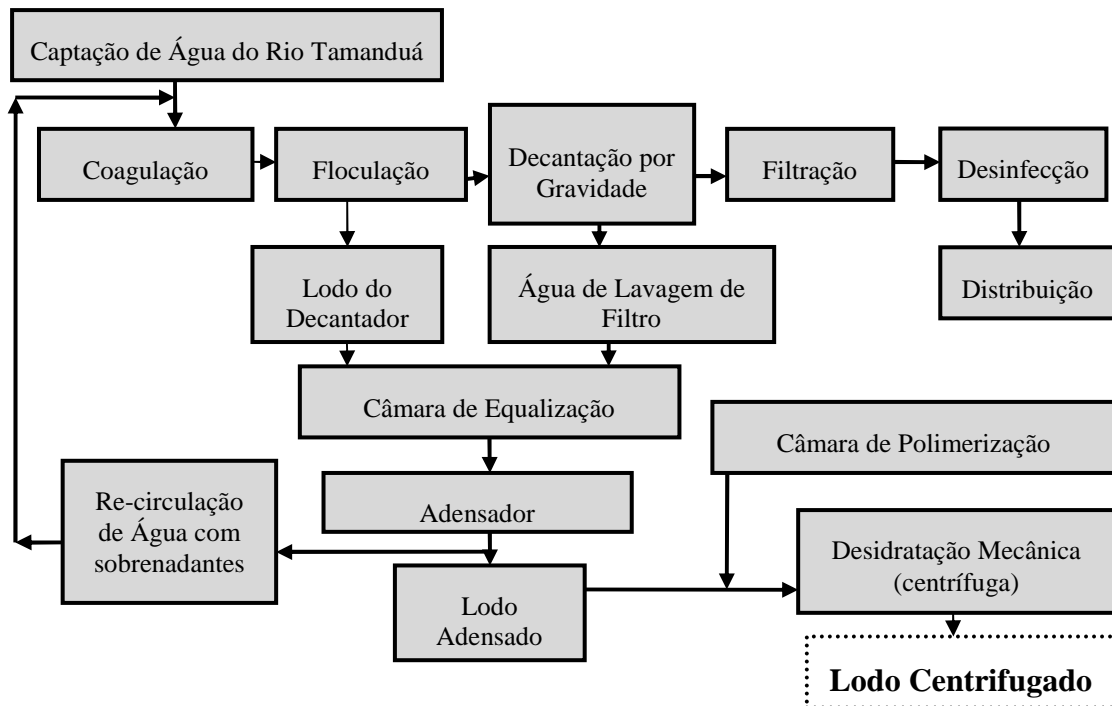 Captação de Água do Rio Tamanduá
Coagulação
Floculação
Decantação por
Gravidade
Filtração
Desinfecção
Lodo do
Decantador
Água de Lavagem de
Filtro
Distribuição
Câmara de Equalização
Câmara de Polimerização
Adensador
Re-circulação
de Água com
sobrenadantes
Desidratação Mecânica
(centrífuga)
Lodo
Adensado
Lodo Centrifugado